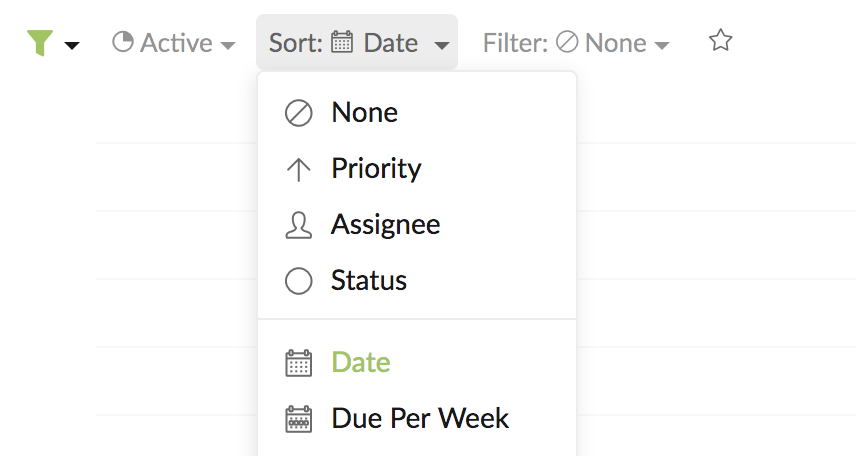 Active Sort: Date Filter: None
None
Priority
Assignee
Status
Date
Due Per Week